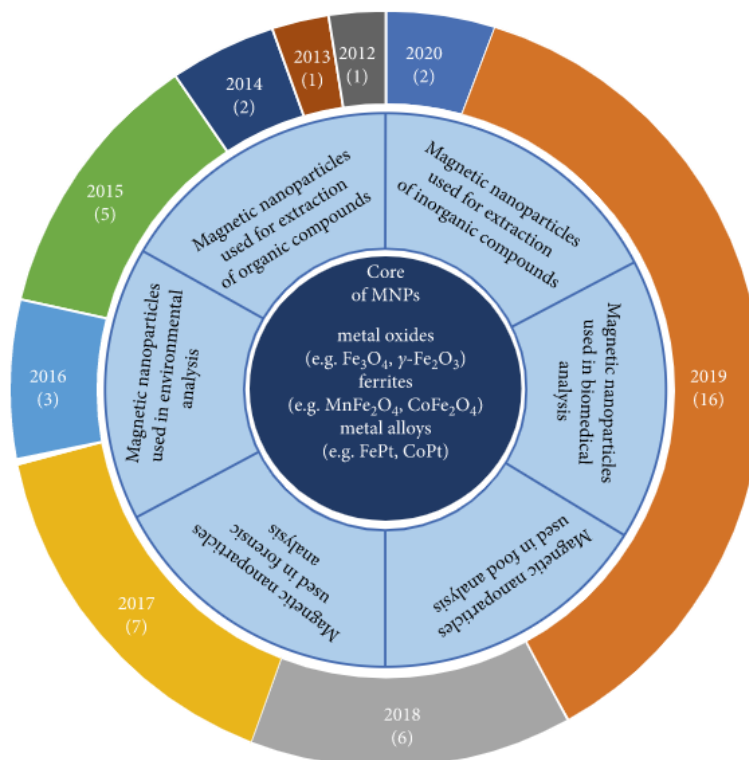 2012
(1)
2020
(2)
2013
(1)
2014
(2)
2015
(5)
2016
(3)
2017
(7)
2018
(6)
2019
(16)
Magnetic nanoparticles
used for extraction
of organic compounds
Magnetic nanoparticles
used for extraction
of inorganic compounds
Magnetic nanoparticles
used in environmental
analysis
Magnetic nanoparticles
used in biomedical
analysis
Magnetic nanoparticles
used in forensic
analysis
Magnetic nanoparticles
used in food analysis
Core
of MNPs
metal oxides
(e.g. Fe₃O₄, γ-Fe₂O₃)
ferrites
(e.g. MnFe₂O₄, CoFe₂O₄)
metal alloys
(e.g. FePt, CoPt)